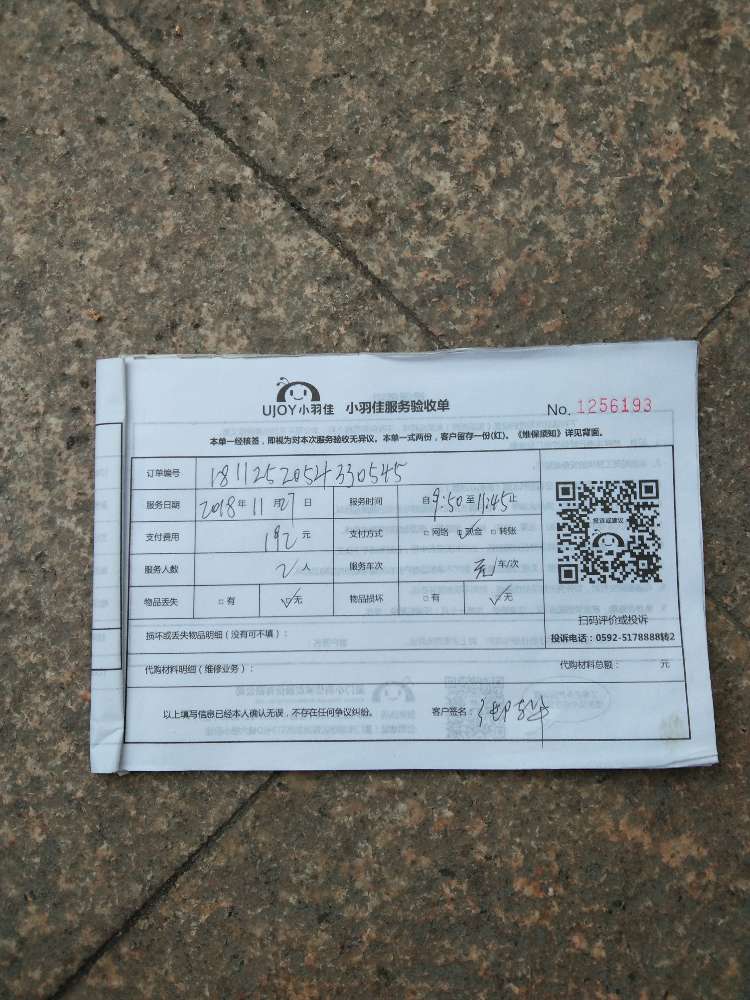 UJOY小羽佳 小羽佳服务验收单 No. 1256193
本单一经核签，即视为对本次服务验收无异议。本单一式两份，客户留存一份(红)。《维保须知》详见背面。
订单编号 181125205433054​5
服务日期 2018年11月27日 服务时间 自9:50至11:45止
支付费用 192元 支付方式 □网络 ☑现金 □转账
服务人数 2人 服务车次 无 车/次
物品丢失 □有 ☑无 物品损坏 □有 ☑无
投诉或建议
扫码评价或投诉
投诉电话：0592-5178888转2
损坏或丢失物品明细（没有可不填）：
代购材料明细（维修业务）： 代购材料总额： 元
以上填写信息已经本人确认无误，不存在任何争议纠纷。 客户签名：